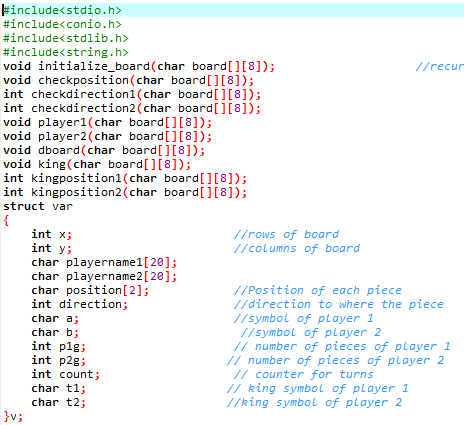 #include<stdio.h>
#include<conio.h>
#include<stdlib.h>
#include<string.h>
void initialize_board(char board[][8]); //recur
void checkposition(char board[][8]);
int checkdirection1(char board[][8]);
int checkdirection2(char board[][8]);
void player1(char board[][8]);
void player2(char board[][8]);
void dboard(char board[][8]);
void king(char board[][8]);
int kingposition1(char board[][8]);
int kingposition2(char board[][8]);
struct var
{
int x; //rows of board
int y; //columns of board
char playername1[20];
char playername2[20];
char position[2]; //Position of each piece
int direction; //direction to where the piece
char a; //symbol of player 1
char b; //symbol of player 2
int p1g; // number of pieces of player 1
int p2g; // number of pieces of player 2
int count; // counter for turns
char t1; // king symbol of player 1
char t2; //king symbol of player 2
}v;